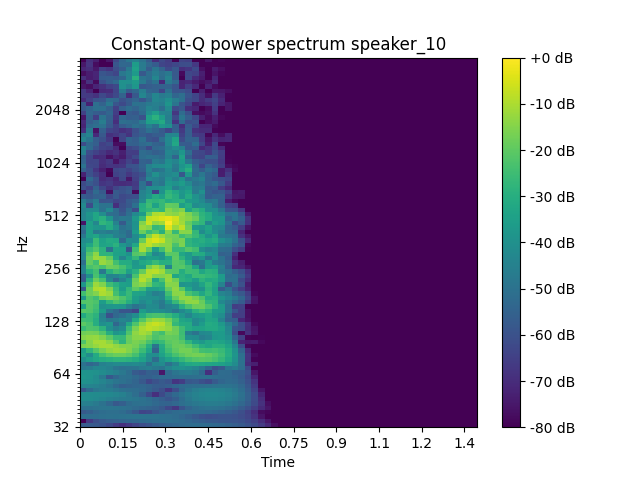 Constant-Q power spectrum speaker_10
Hz
2048
1024
512
256
128
64
32
0 0.15 0.3 0.45 0.6 0.75 0.9 1.1 1.2 1.4
Time
+0 dB
-10 dB
-20 dB
-30 dB
-40 dB
-50 dB
-60 dB
-70 dB
-80 dB